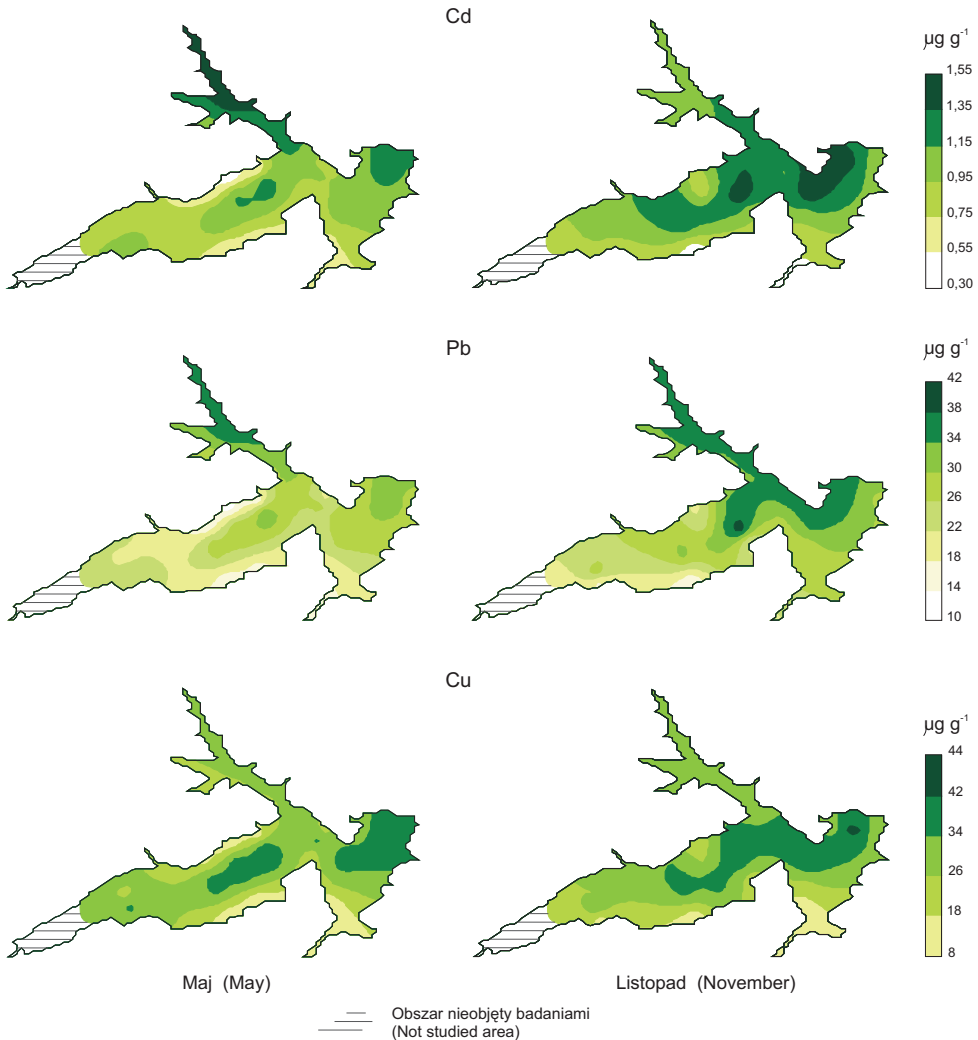 Cd
µg g-1
1,55
1,35
1,15
0,95
0,75
0,55
0,30
Pb
µg g-1
42
38
34
30
26
22
18
14
10
Cu
µg g-1
44
42
34
26
18
8
Maj (May)
Listopad (November)
Obszar nieobjęty badaniami
(Not studied area)